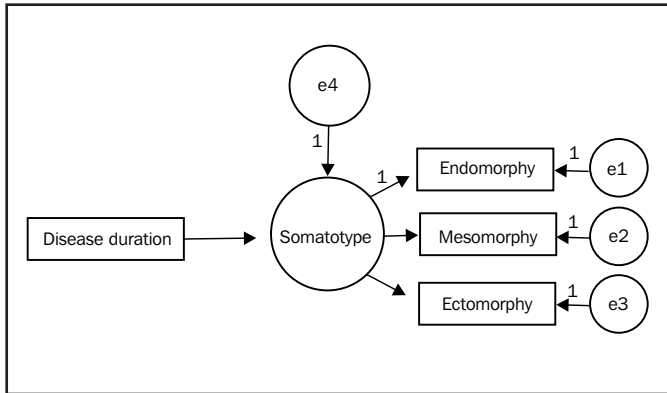 e4
1
1
Endomorphy
1
e1
Disease duration
Somatotype
Mesomorphy
1
e2
Ectomorphy
1
e3